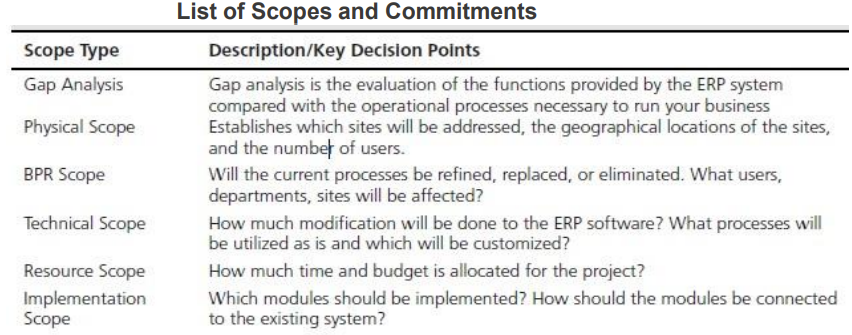 List of Scopes and Commitments
Scope Type Description/Key Decision Points
Gap Analysis Gap analysis is the evaluation of the functions provided by the ERP system
compared with the operational processes necessary to run your business
Physical Scope Establishes which sites will be addressed, the geographical locations of the sites,
and the number of users.
BPR Scope Will the current processes be refined, replaced, or eliminated. What users,
departments, sites will be affected?
Technical Scope How much modification will be done to the ERP software? What processes will
be utilized as is and which will be customized?
Resource Scope How much time and budget is allocated for the project?
Implementation Which modules should be implemented? How should the modules be connected
Scope to the existing system?